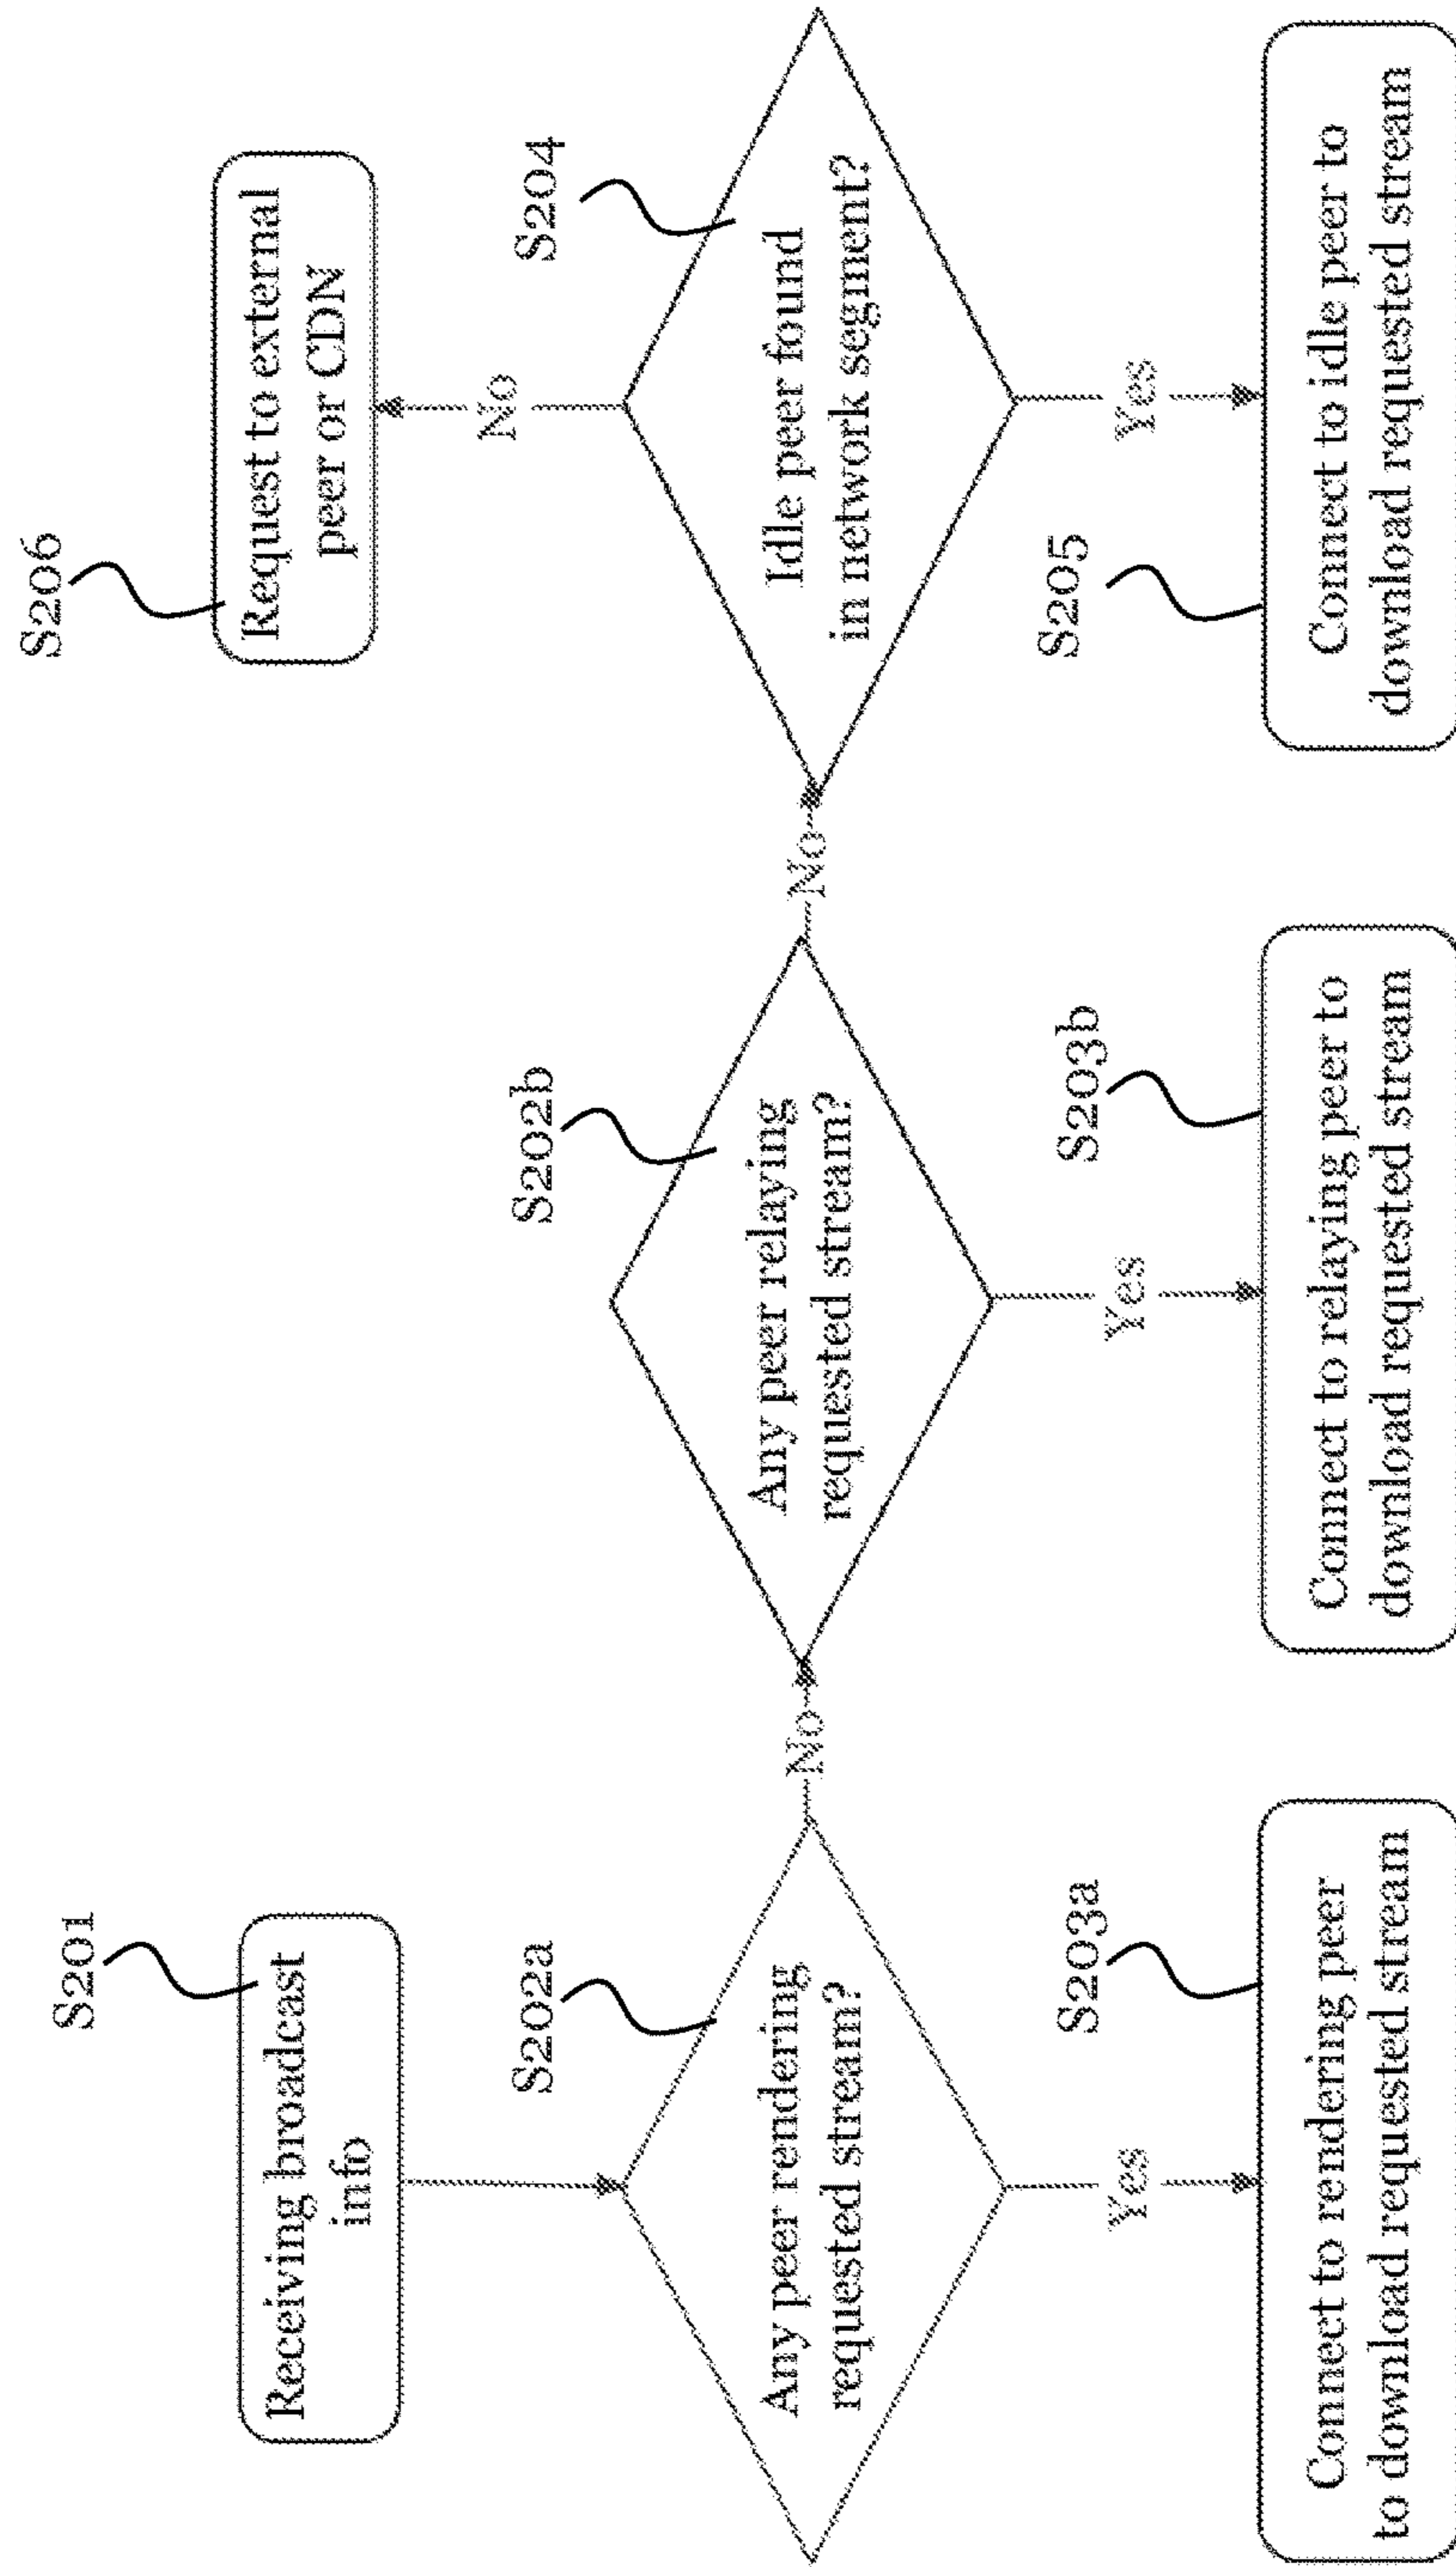 S201
Receiving broadcast
info
S202a
Any peer rendering
requested stream?
Yes
S203a
Connect to rendering peer
to download requested stream
No
S202b
Any peer relaying
requested stream?
Yes
S203b
Connect to relaying peer to
download requested stream
No
S204
Idle peer found
in network segment?
Yes
S205
Connect to idle peer to
download requested stream
No
S206
Request to external
peer or CDN